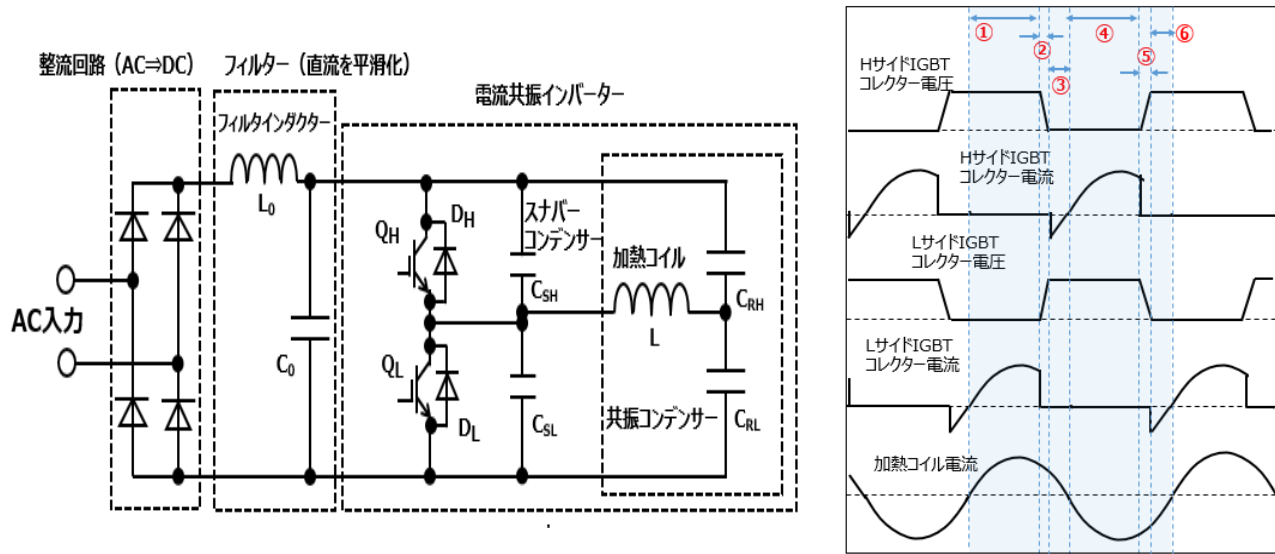 整流回路（AC⇒DC）
フィルター（直流を平滑化）
電流共振インバーター
フィルタインダクター
L0
QH
DH
スナバー
コンデンサー
加熱コイル
CSH
CRH
L
AC入力
C0
QL
DL
CSL
共振コンデンサー
CRL
①
②
③
④
⑤
⑥
HサイドIGBT
コレクター電圧
HサイドIGBT
コレクター電流
LサイドIGBT
コレクター電圧
LサイドIGBT
コレクター電流
加熱コイル電流